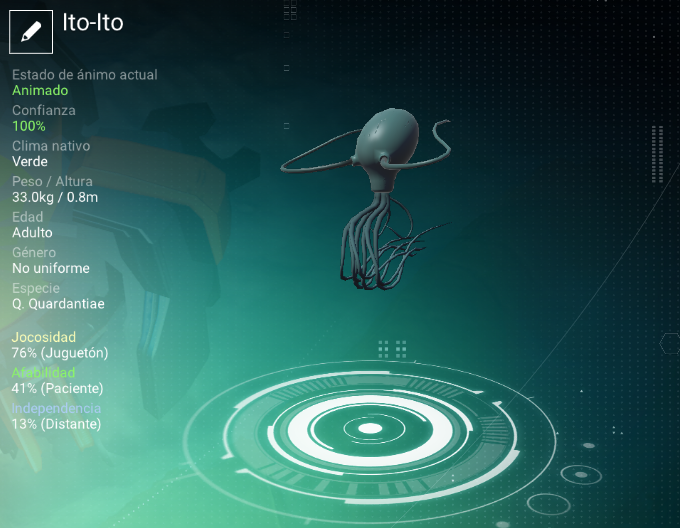 Ito-Ito
Estado de ánimo actual
Animado
Confianza
100%
Clima nativo
Verde
Peso / Altura
33.0kg / 0.8m
Edad
Adulto
Género
No uniforme
Especie
Q. Quardantiae
Jocosidad
76% (Juguetón)
Afabilidad
41% (Paciente)
Independencia
13% (Distante)